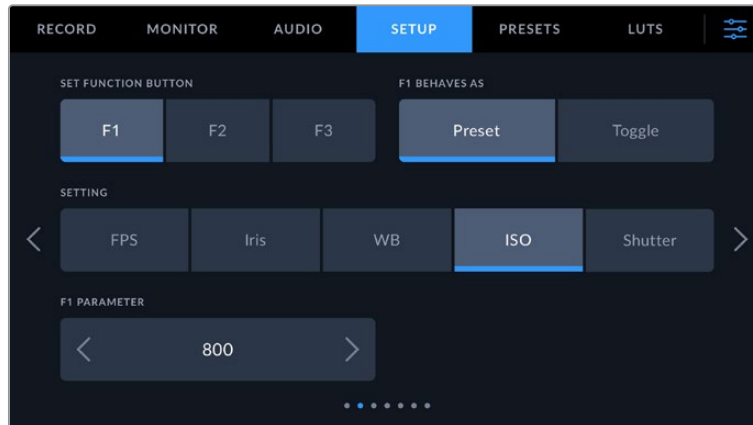 RECORD MONITOR AUDIO SETUP PRESETS LUTS
SET FUNCTION BUTTON F1 BEHAVES AS
F1 F2 F3 Preset Toggle
SETTING
FPS Iris WB ISO Shutter
F1 PARAMETER
800